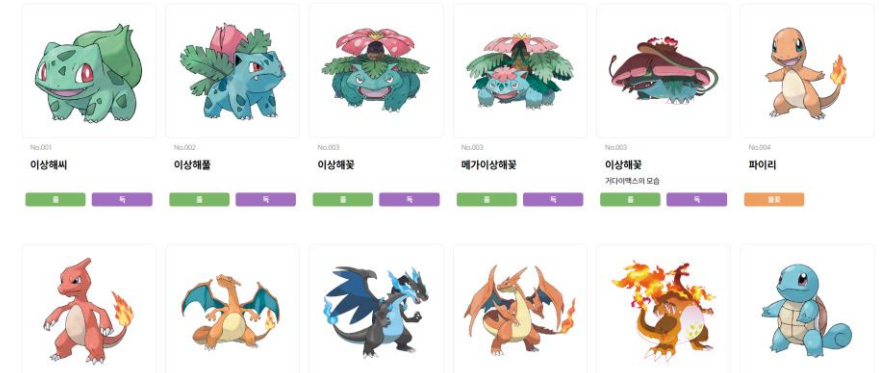 No.001
이상해씨
풀 독
No.002
이상해풀
풀 독
No.003
이상해꽃
풀 독
No.003
메가이상해꽃
풀 독
No.003
이상해꽃
거다이맥스의 모습
풀 독
No.004
파이리
불꽃